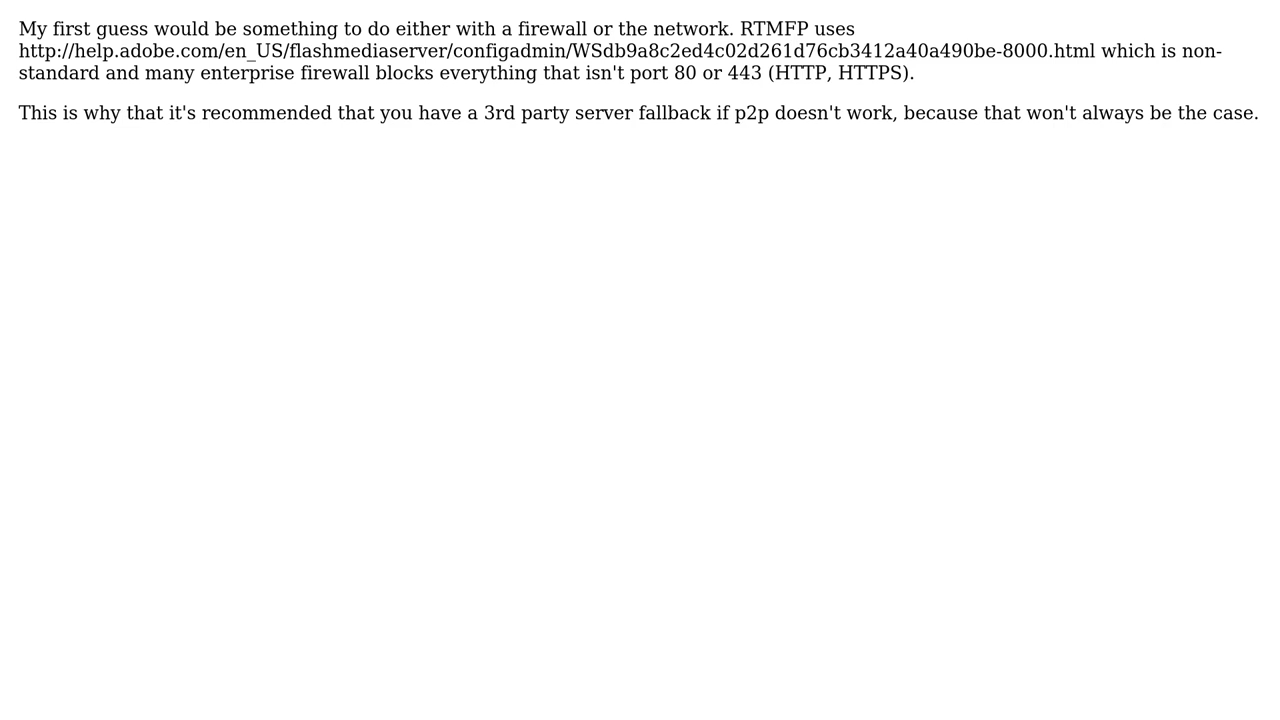 My first guess would be something to do either with a firewall or the network. RTMFP uses
http://help.adobe.com/en_US/flashmediaserver/configadmin/WSdb9a8c2ed4c02d261d76cb3412a40a490be-8000.html which is non-
standard and many enterprise firewall blocks everything that isn't port 80 or 443 (HTTP, HTTPS).
This is why that it's recommended that you have a 3rd party server fallback if p2p doesn't work, because that won't always be the case.